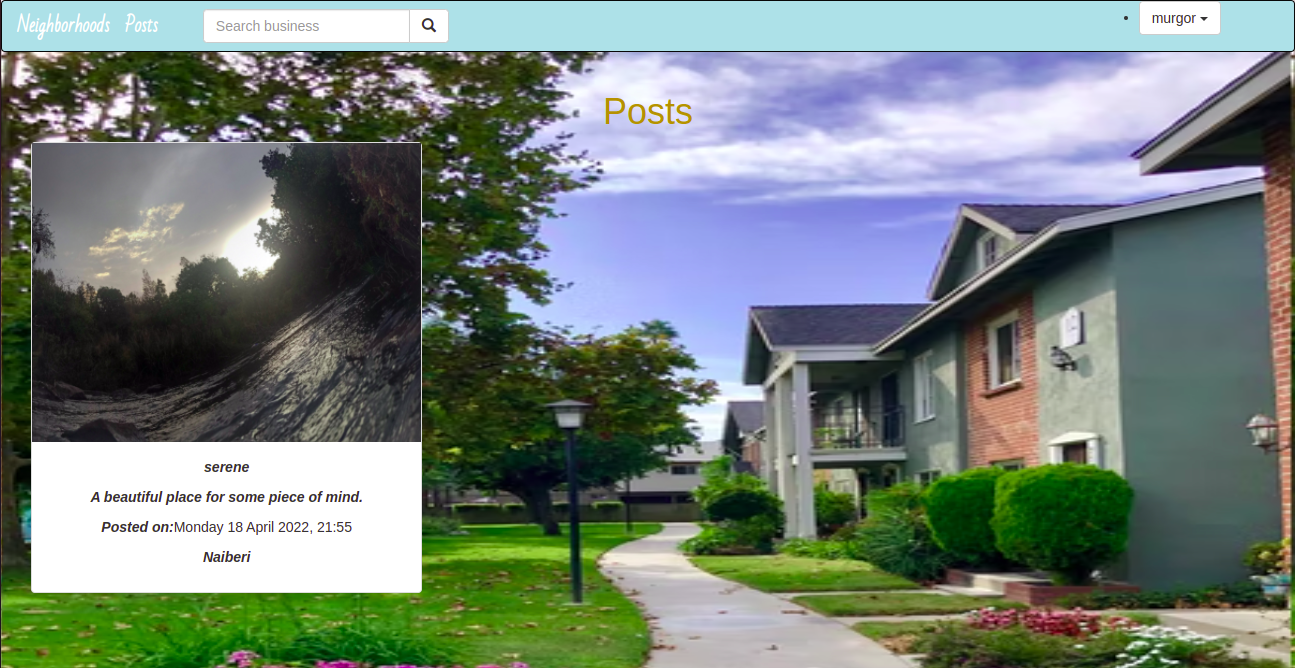 Neighborhoods Posts Search business murgor
Posts
serene
A beautiful place for some piece of mind.
Posted on:Monday 18 April 2022, 21:55
Naiberi